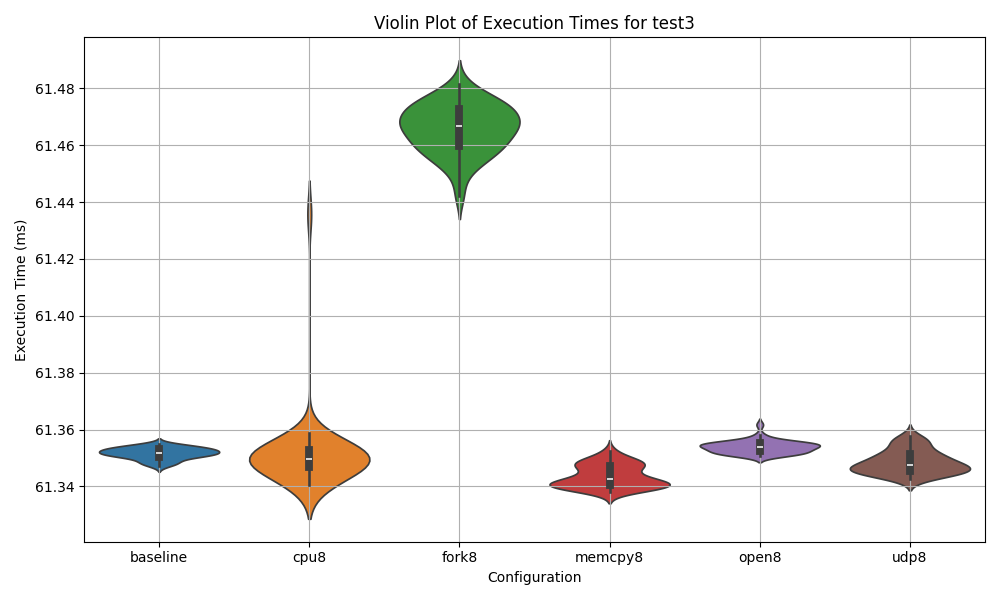 Violin Plot of Execution Times for test3
Execution Time (ms)
61.48
61.46
61.44
61.42
61.40
61.38
61.36
61.34
baseline cpu8 fork8 memcpy8 open8 udp8
Configuration